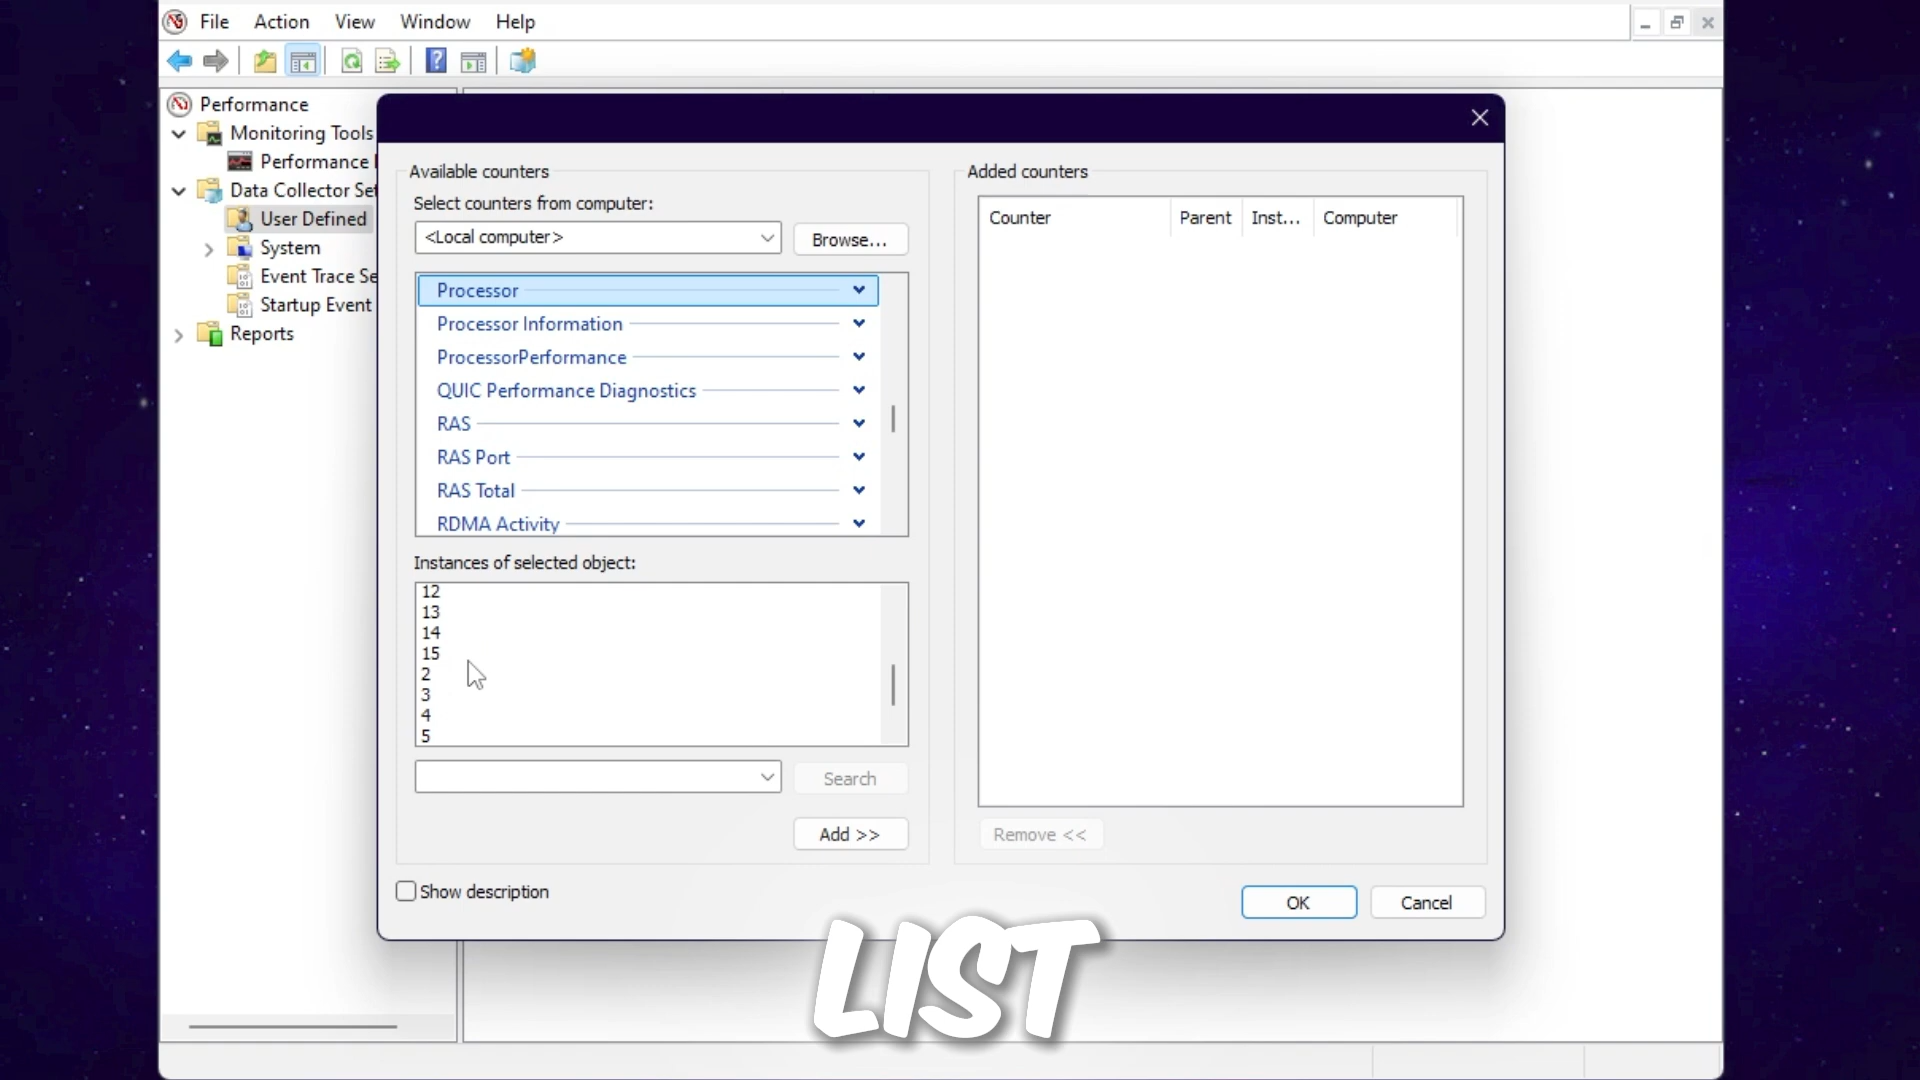 File Action View Window Help
Performance
Monitoring Tools
Performance
Data Collector Set
User Defined
System
Event Trace Se
Startup Event
Reports
Available counters
Select counters from computer:
<Local computer>
Browse...
Processor
Processor Information
ProcessorPerformance
QUIC Performance Diagnostics
RAS
RAS Port
RAS Total
RDMA Activity
Instances of selected object:
12
13
14
15
2
3
4
5
Search
Add >>
Show description
Added counters
Counter Parent Inst... Computer
Remove <<
OK Cancel
LIST